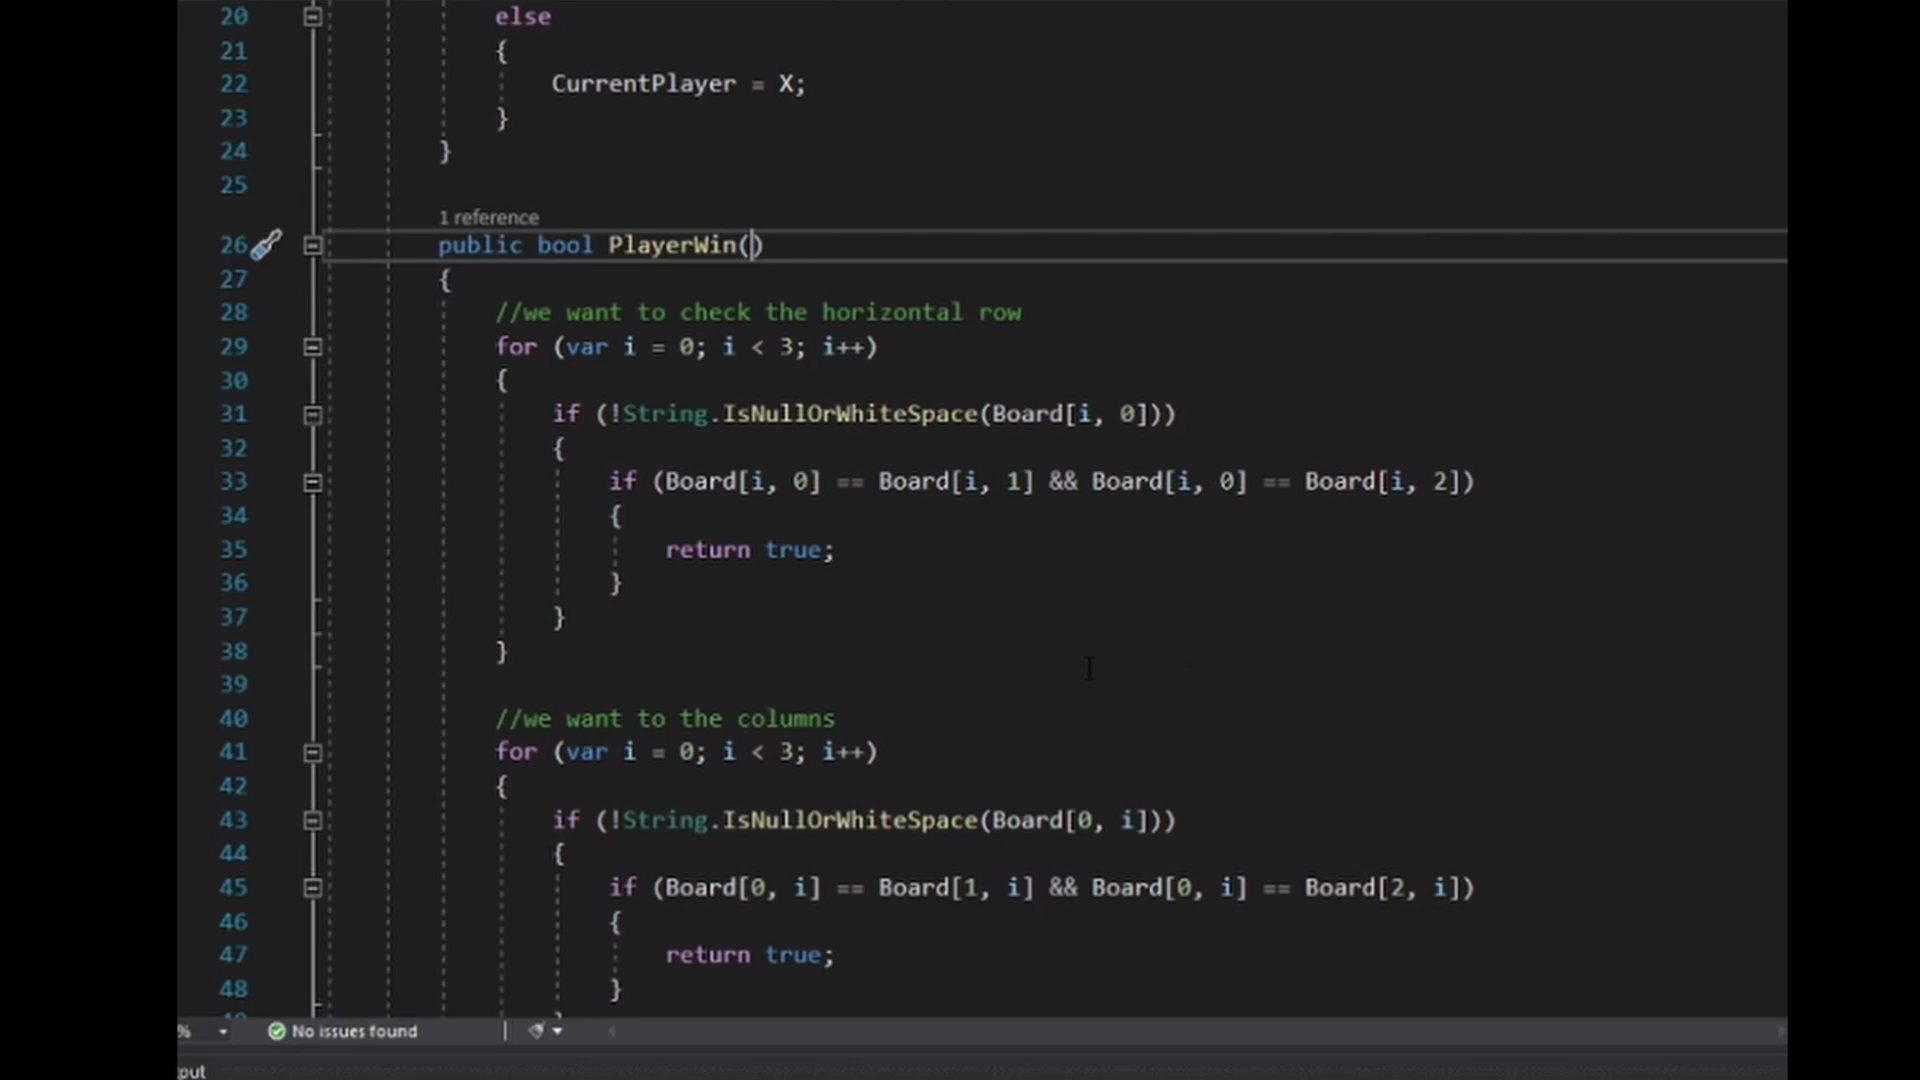 20 else
21 {
22 CurrentPlayer = X;
23 }
24 }
25
1 reference
26 public bool PlayerWin()
27 {
28 //we want to check the horizontal row
29 for (var i = 0; i < 3; i++)
30 {
31 if (!String.IsNullOrWhiteSpace(Board[i, 0]))
32 {
33 if (Board[i, 0] == Board[i, 1] && Board[i, 0] == Board[i, 2])
34 {
35 return true;
36 }
37 }
38 }
39
40 //we want to the columns
41 for (var i = 0; i < 3; i++)
42 {
43 if (!String.IsNullOrWhiteSpace(Board[0, i]))
44 {
45 if (Board[0, i] == Board[1, i] && Board[0, i] == Board[2, i])
46 {
47 return true;
48 }
% No issues found
put